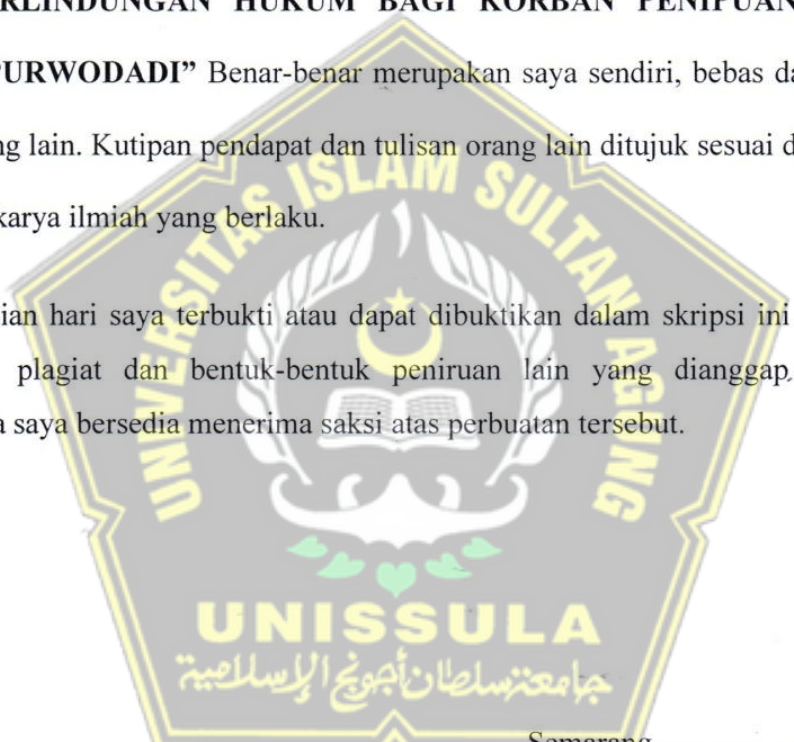 RLINDUNGAN HUKUM BAGI KORBAN PENIPUAN
PURWODADI” Benar-benar merupakan saya sendiri, bebas da
ng lain. Kutipan pendapat dan tulisan orang lain ditujuk sesuai d
karya ilmiah yang berlaku.
ian hari saya terbukti atau dapat dibuktikan dalam skripsi ini
plagiat dan bentuk-bentuk peniruan lain yang dianggap
a saya bersedia menerima saksi atas perbuatan tersebut.
UNIVERSITAS ISLAM SULTAN AGUNG
UNISSULA
جامعة سلطان أجونج الإسلامية
Semarang